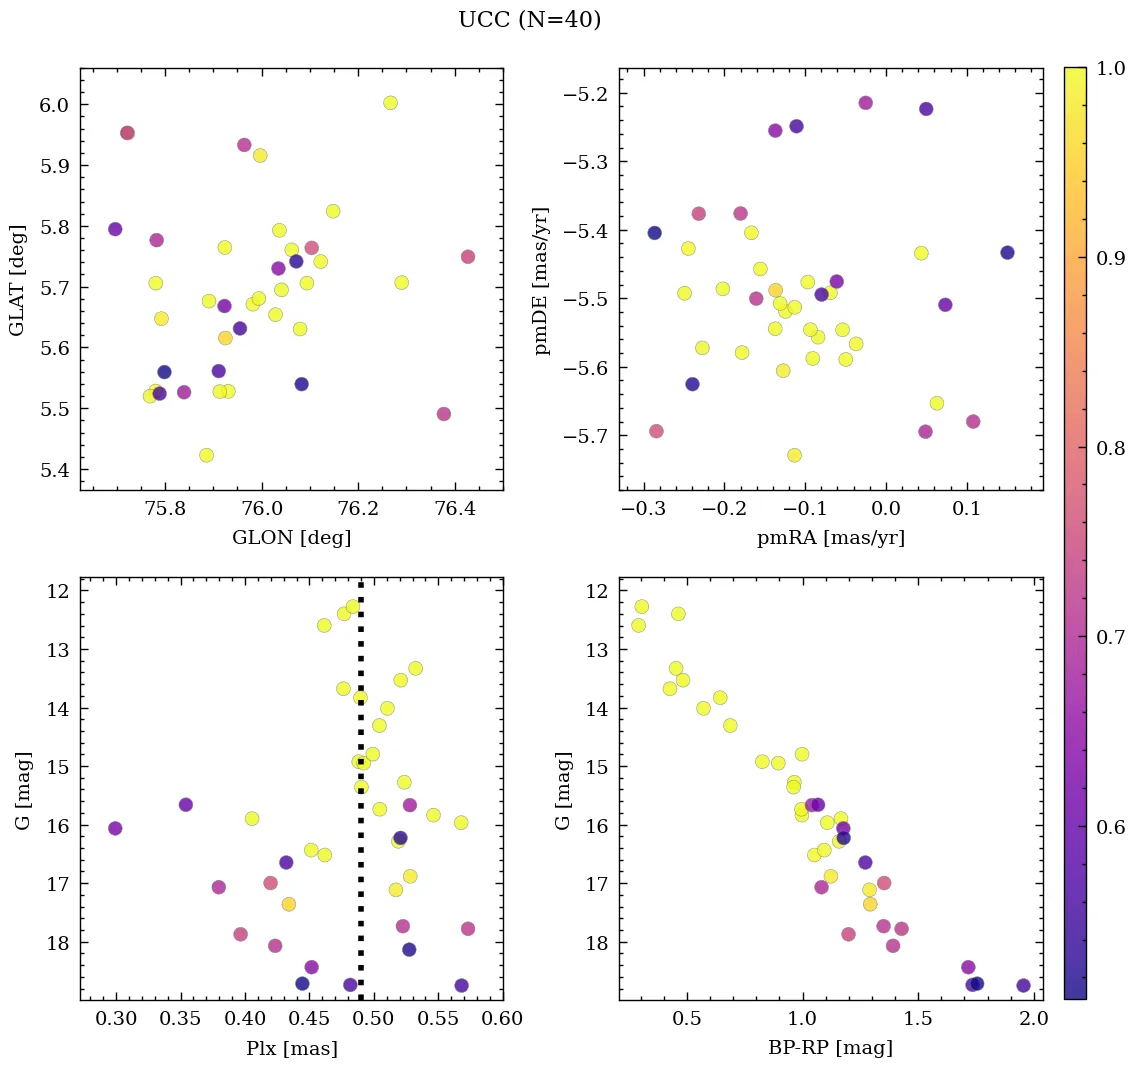 UCC (N=40)
6.0
5.9
5.8
5.7
5.6
5.5
5.4
GLAT [deg]
75.8 76.0 76.2 76.4
GLON [deg]
−5.2
−5.3
−5.4
−5.5
−5.6
−5.7
pmDE [mas/yr]
−0.3 −0.2 −0.1 0.0 0.1
pmRA [mas/yr]
1.0
0.9
0.8
0.7
0.6
12
13
14
15
16
17
18
G [mag]
0.30 0.35 0.40 0.45 0.50 0.55 0.60
Plx [mas]
12
13
14
15
16
17
18
G [mag]
0.5 1.0 1.5 2.0
BP-RP [mag]